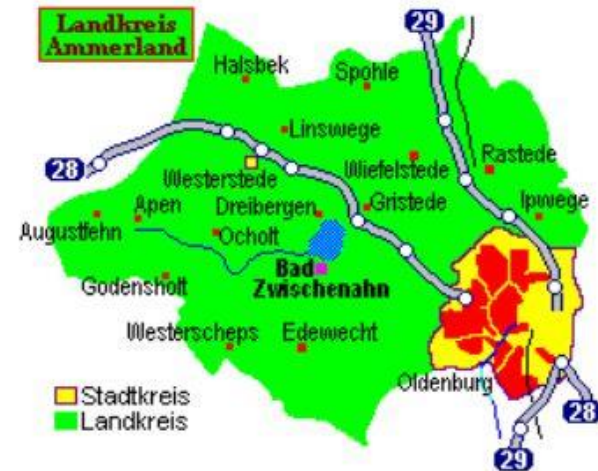 Landkreis
Ammerland
29
Halsbek
Spohle
Linswege
28
Westerstede
Wiefelstede
Rastede
Apen
Dreibergen
Gristede
Ipwege
Augustfehn
Ocholt
Bad
Zwischenahn
Godensholt
Westerscheps
Edewecht
Oldenburg
Stadtkreis
Landkreis
28
29